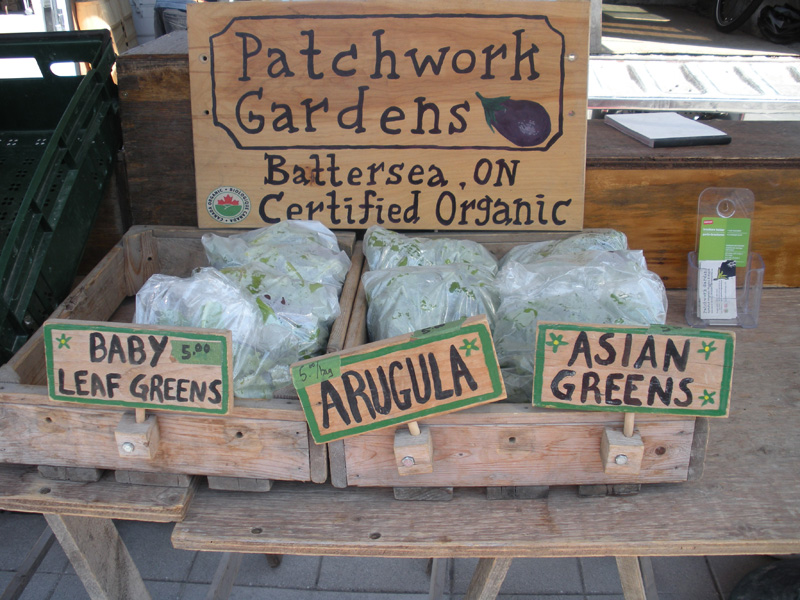 Patchwork
Gardens
Battersea, ON
Certified Organic
BABY 5.00
LEAF GREENS
5.00/bag
ARUGULA
ASIAN
GREENS